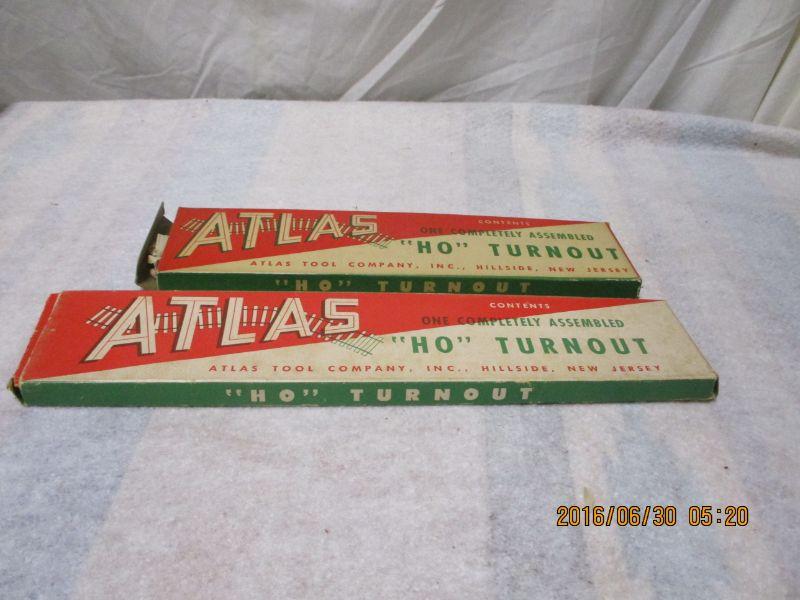 ATLAS
CONTENTS
ONE COMPLETELY ASSEMBLED
"HO" TURNOUT
ATLAS TOOL COMPANY, INC., HILLSIDE, NEW JERSEY
"HO" TURNOUT
ATLAS
CONTENTS
ONE COMPLETELY ASSEMBLED
"HO" TURNOUT
ATLAS TOOL COMPANY, INC., HILLSIDE, NEW JERSEY
"HO" TURNOUT
2016/06/30 05:20